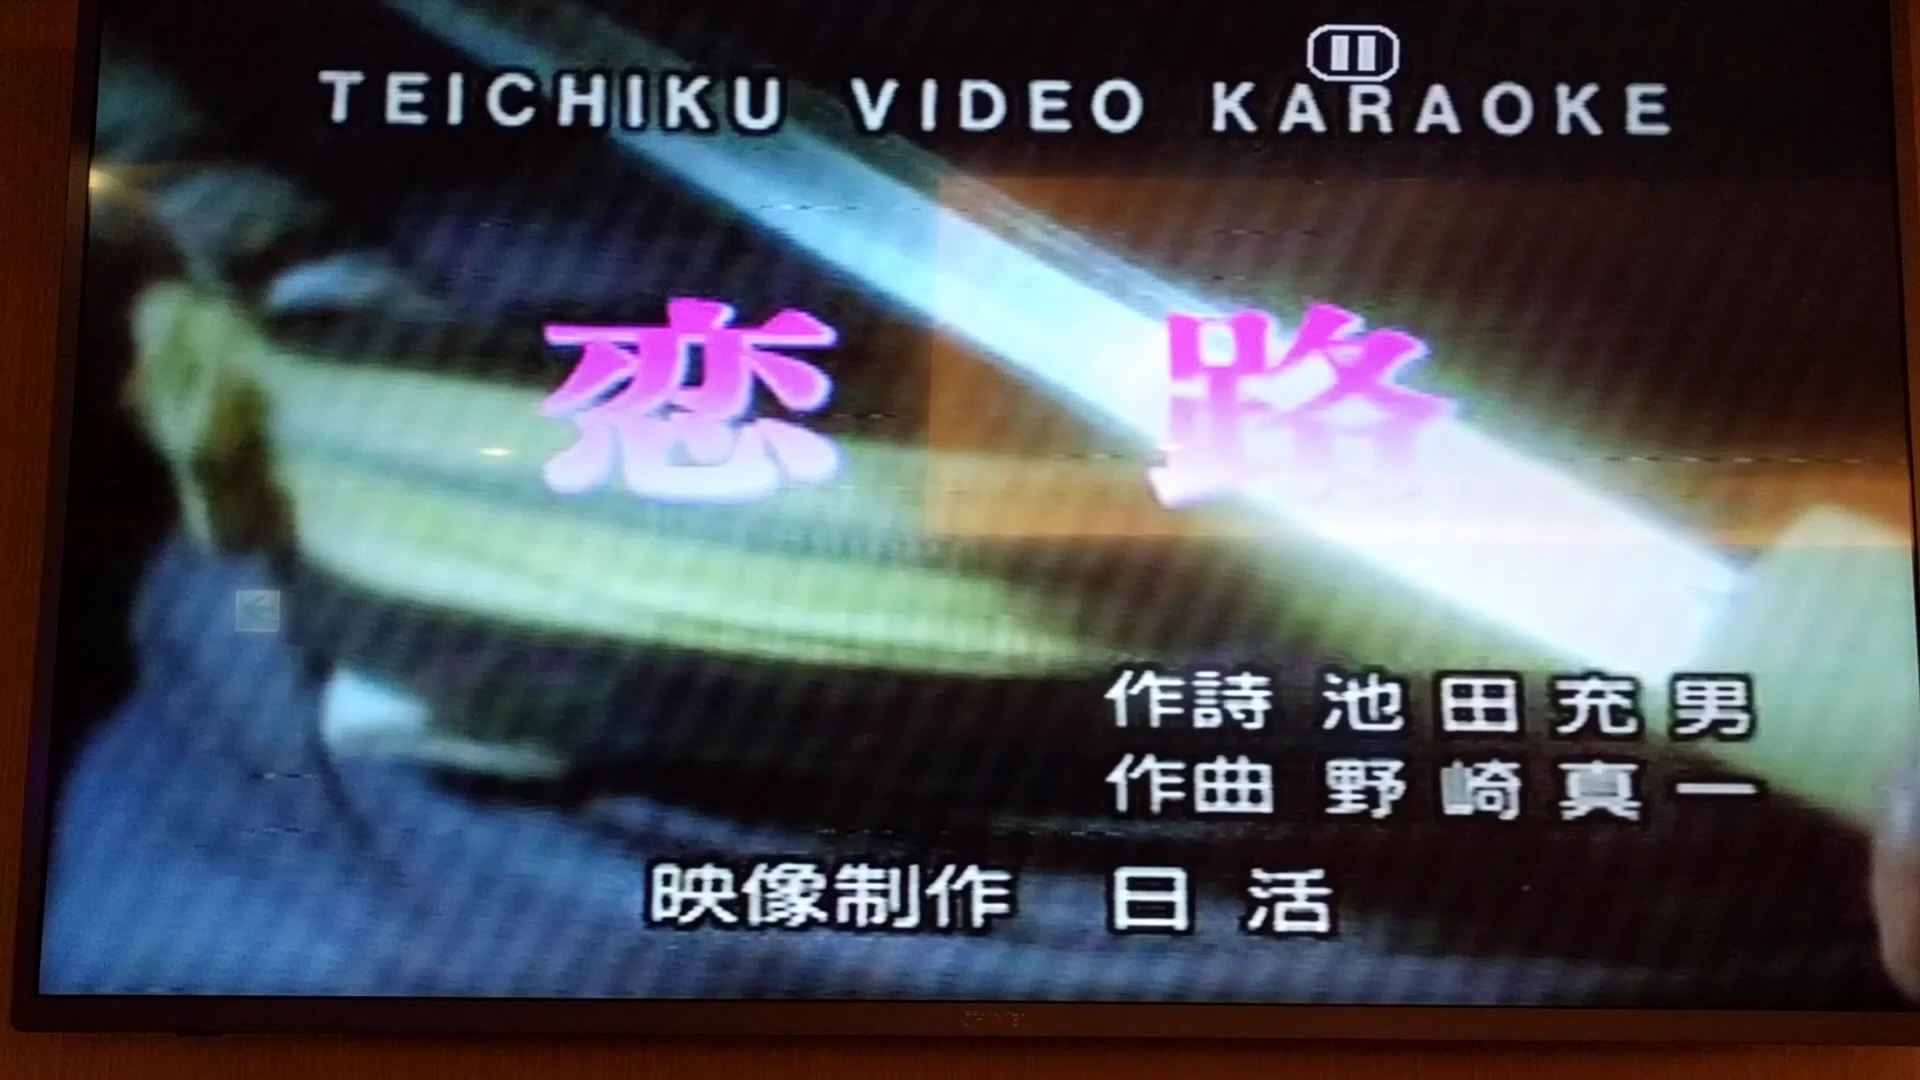 TEICHIKU VIDEO KARAOKE
恋路
作詩 池田充男
作曲 野崎真一
映像制作 日活